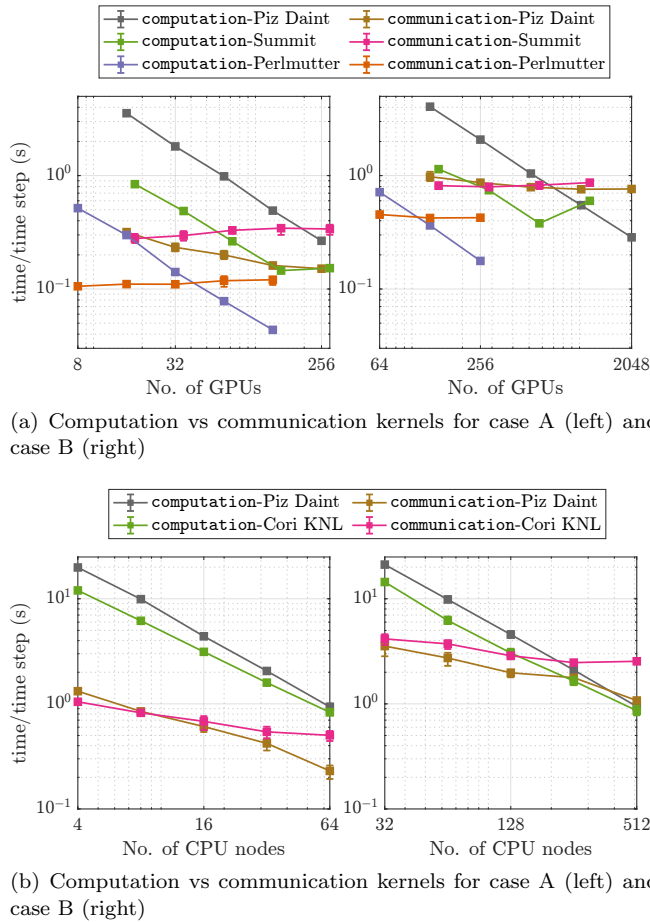 computation-Piz Daint communication-Piz Daint
computation-Summit communication-Summit
computation-Perlmutter communication-Perlmutter
time/time step (s)
10^0
10^-1
8 32 256
No. of GPUs
10^0
10^-1
64 256 2048
No. of GPUs
(a) Computation vs communication kernels for case A (left) and
case B (right)
computation-Piz Daint communication-Piz Daint
computation-Cori KNL communication-Cori KNL
time/time step (s)
10^1
10^0
10^-1
4 16 64
No. of CPU nodes
10^1
10^0
10^-1
32 128 512
No. of CPU nodes
(b) Computation vs communication kernels for case A (left) and
case B (right)